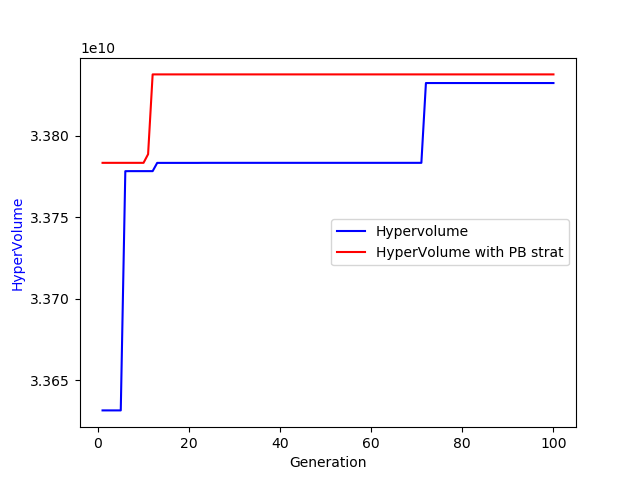 1e10
3.380
3.375
3.370
3.365
HyperVolume
Hypervolume
HyperVolume with PB strat
0
20
40
60
80
100
Generation